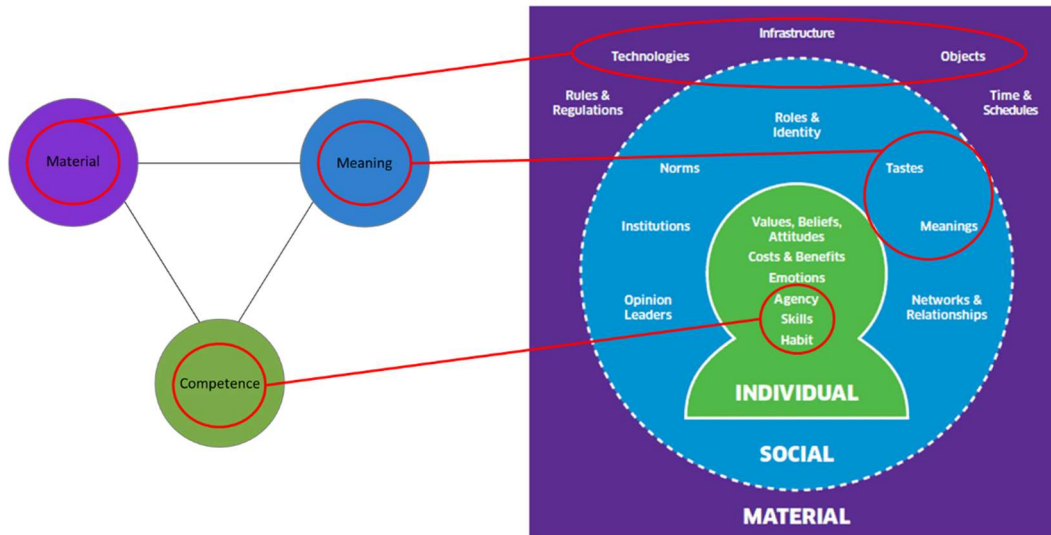 Material
Meaning
Competence
Infrastructure
Technologies
Objects
Rules &
Regulations
Time &
Schedules
Roles &
Identity
Norms
Tastes
Institutions
Meanings
Opinion
Leaders
Networks &
Relationships
Values, Beliefs,
Attitudes
Costs & Benefits
Emotions
Agency
Skills
Habit
INDIVIDUAL
SOCIAL
MATERIAL